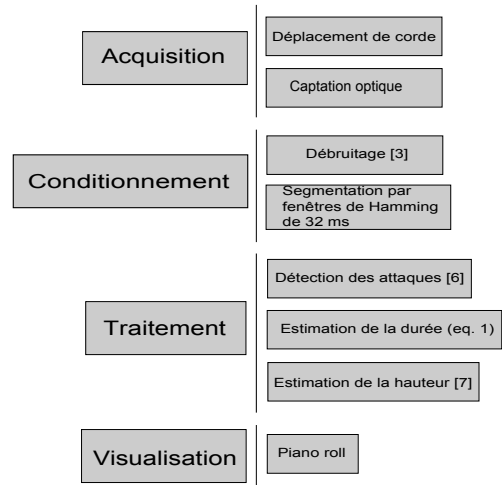 Acquisition
Déplacement de corde
Captation optique
Conditionnement
Débruitage [3]
Segmentation par
fenêtres de Hamming
de 32 ms
Traitement
Détection des attaques [6]
Estimation de la durée (eq. 1)
Estimation de la hauteur [7]
Visualisation
Piano roll